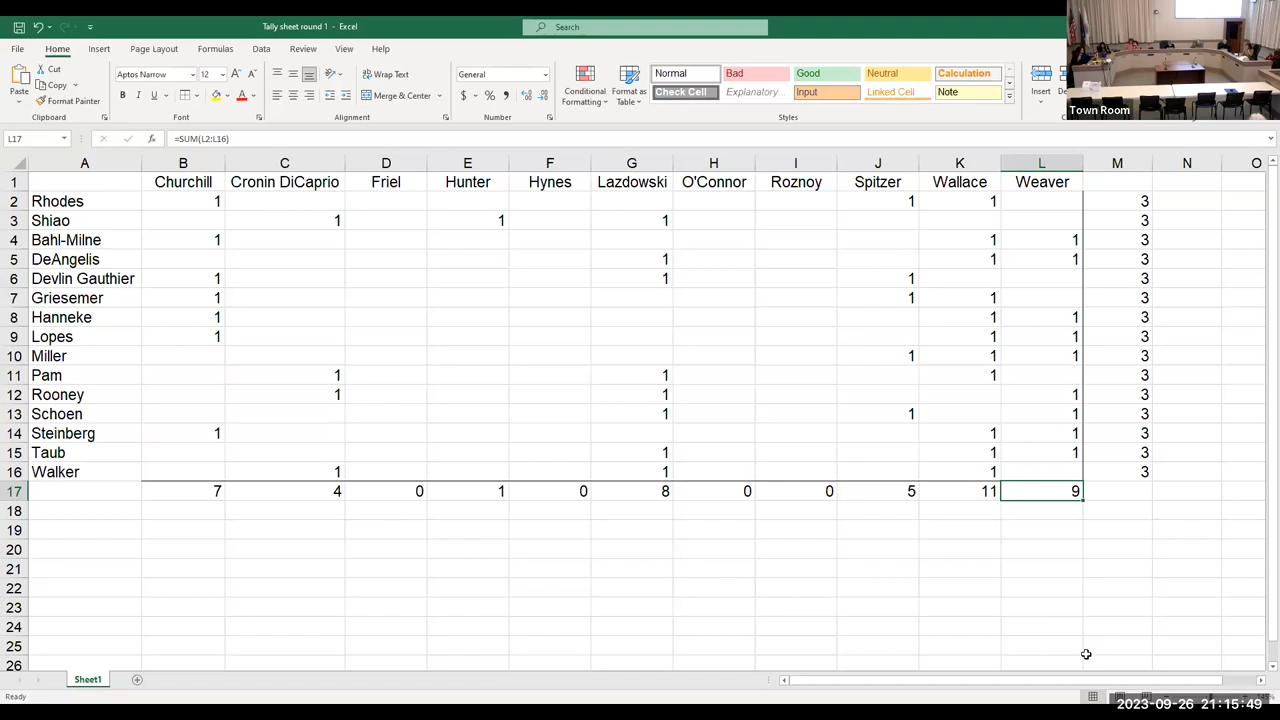 Tally sheet round 1 - Excel
Search
File Home Insert Page Layout Formulas Data Review View Help
Paste
Cut
Copy
Format Painter
Clipboard
Aptos Narrow 12
B I U
Font
Wrap Text
Merge & Center
Alignment
General
$ % ,
Number
Conditional Formatting
Format as Table
Normal Bad Good Neutral Calculation
Check Cell Explanatory... Input Linked Cell Note
Styles
Insert
Town Room
L17 fx =SUM(L2:L16)
A B C D E F G H I J K L M N O
1 Churchill Cronin DiCaprio Friel Hunter Hynes Lazdowski O'Connor Roznoy Spitzer Wallace Weaver
2 Rhodes 1 1 1 3
3 Shiao 1 1 1 3
4 Bahl-Milne 1 1 1 3
5 DeAngelis 1 1 1 3
6 Devlin Gauthier 1 1 1 3
7 Griesemer 1 1 1 3
8 Hanneke 1 1 1 3
9 Lopes 1 1 1 3
10 Miller 1 1 1 3
11 Pam 1 1 1 3
12 Rooney 1 1 1 3
13 Schoen 1 1 1 3
14 Steinberg 1 1 1 3
15 Taub 1 1 1 3
16 Walker 1 1 1 3
17 7 4 0 1 0 8 0 0 5 11 9
18
19
20
21
22
23
24
25
26
Sheet1
Ready
2023-09-26 21:15:49